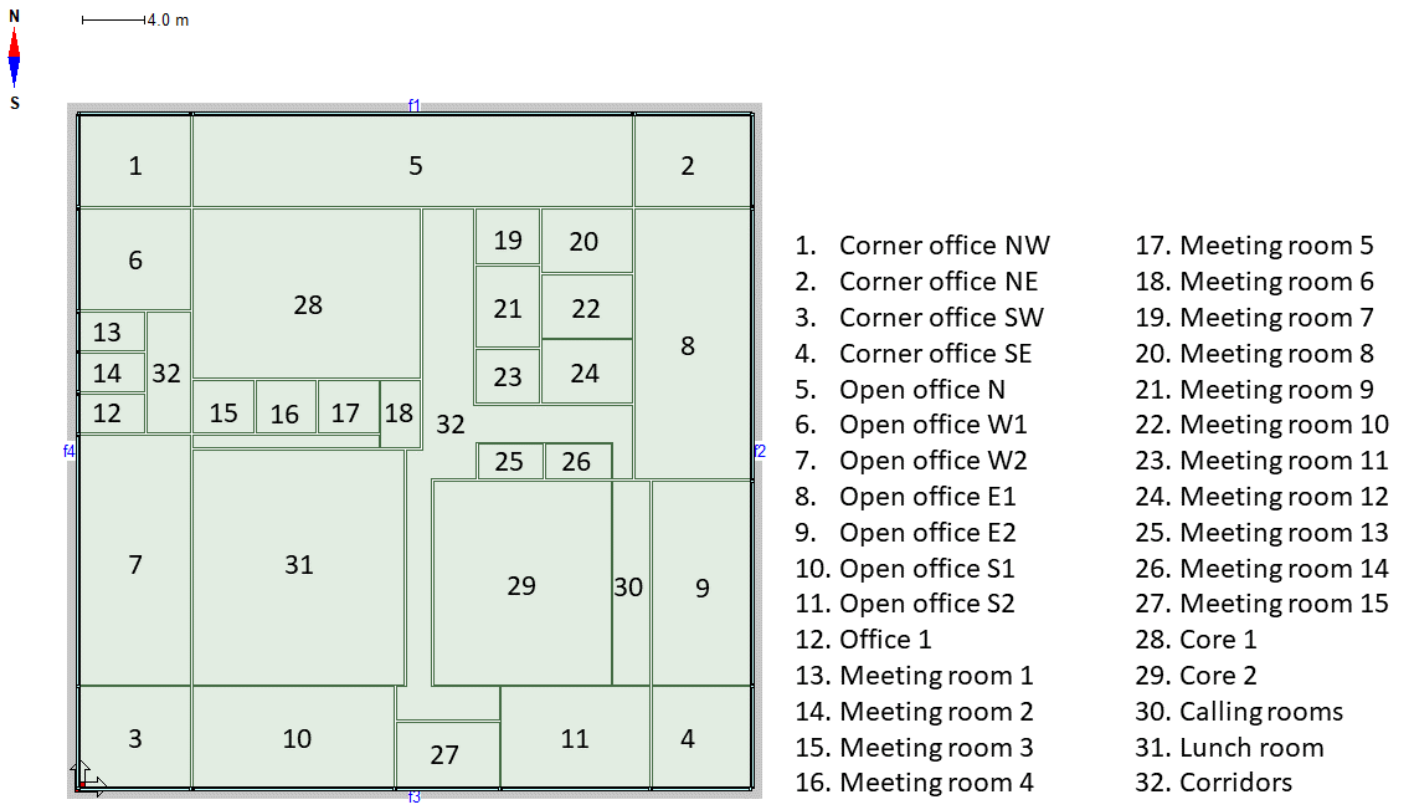 N
4.0 m
S
f1
1
5
2
6
19
20
28
21
22
13
8
14
32
23
24
12
15
16
17
18
32
f4
25
26
f2
7
31
29
30
9
3
10
27
11
4
f3
1. Corner office NW
2. Corner office NE
3. Corner office SW
4. Corner office SE
5. Open office N
6. Open office W1
7. Open office W2
8. Open office E1
9. Open office E2
10. Open office S1
11. Open office S2
12. Office 1
13. Meeting room 1
14. Meeting room 2
15. Meeting room 3
16. Meeting room 4
17. Meeting room 5
18. Meeting room 6
19. Meeting room 7
20. Meeting room 8
21. Meeting room 9
22. Meeting room 10
23. Meeting room 11
24. Meeting room 12
25. Meeting room 13
26. Meeting room 14
27. Meeting room 15
28. Core 1
29. Core 2
30. Calling rooms
31. Lunch room
32. Corridors